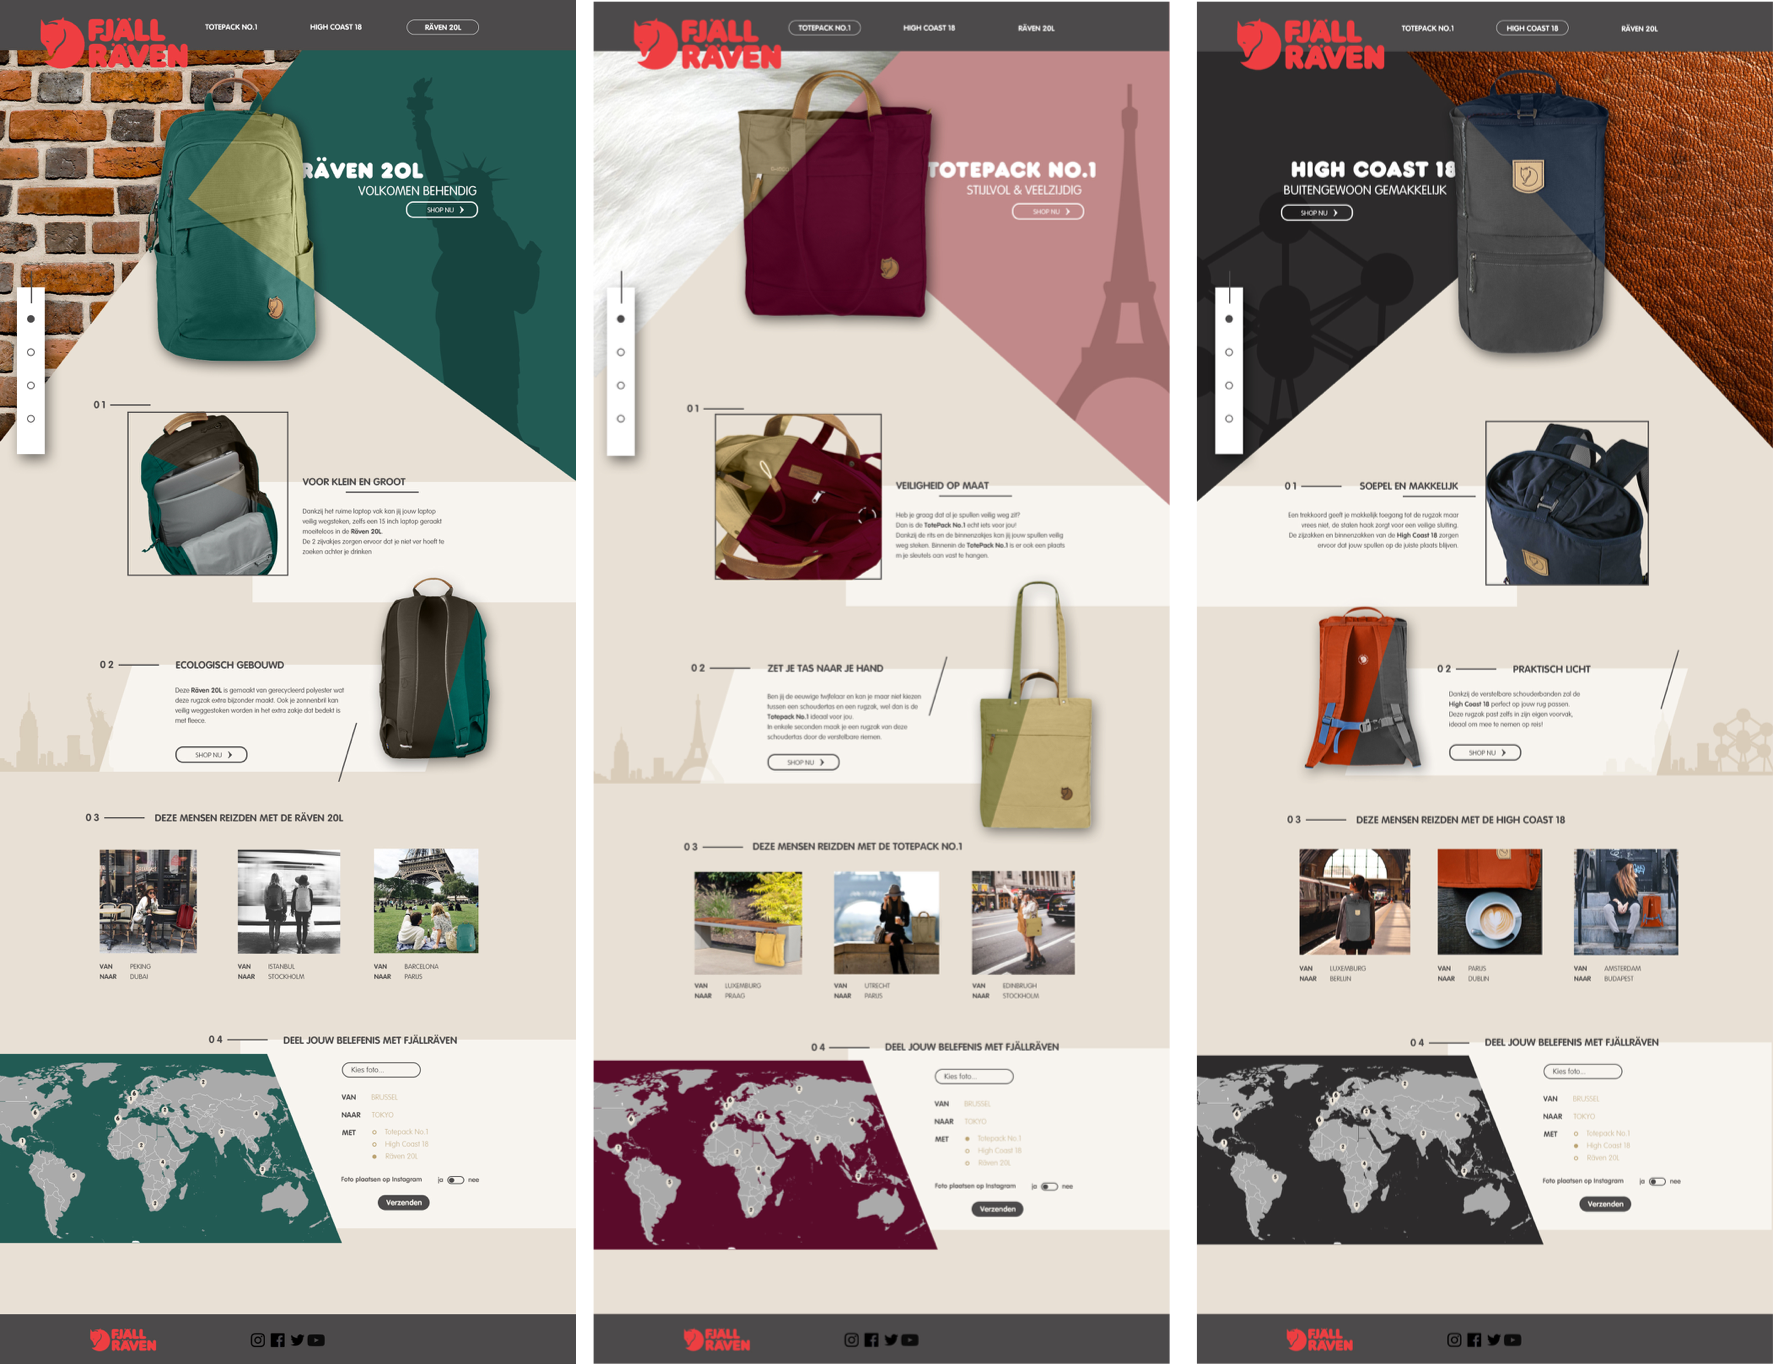 FJÄLL
RÄVEN
TOTEPACK NO.1
HIGH COAST 18
RÄVEN 20L
RÄVEN 20L
VOLKOMEN BEHENDIG
SHOP NU
01
VOOR KLEIN EN GROOT
Dankzij het ruime laptop vak kan jij jouw laptop
veilig wegsteken, zelfs een 15 inch laptop geraakt
moeiteloos in de Räven 20L.
De 2 zijvakjes zorgen ervoor dat je niet ver hoeft te
zoeken achter je drinken
02
ECOLOGISCH GEBOUWD
Deze Räven 20L is gemaakt van gerecycleerd polyester wat
deze rugzak extra bijzonder maakt. Ook je zonnenbril kan
veilig weggestoken worden in het extra zakje dat bedekt is
met fleece.
SHOP NU
03
DEZE MENSEN REIZDEN MET DE RÄVEN 20L
VAN PEKING
NAAR DUBAI
VAN ISTANBUL
NAAR STOCKHOLM
VAN BARCELONA
NAAR PARIJS
04
DEEL JOUW BELEFENIS MET FJÄLLRÄVEN
Kies foto...
VAN BRUSSEL
NAAR TOKYO
MET Totepack No.1
High Coast 18
Räven 20L
Foto plaatsen op Instagram ja nee
Verzenden
FJÄLL
RÄVEN
FJÄLL
RÄVEN
TOTEPACK NO.1
HIGH COAST 18
RÄVEN 20L
TOTEPACK NO.1
STIJLVOL & VEELZIJDIG
SHOP NU
01
VEILIGHEID OP MAAT
Heb je graag dat al je spullen veilig weg zit?
Dan is de TotePack No.1 echt iets voor jou!
Dankzij de rits en de binnenzakjes kan jij jouw spullen veilig
weg steken. Binnenin de TotePack No.1 is er ook een plaats
m je sleutels aan vast te hangen.
02
ZET JE TAS NAAR JE HAND
Ben jij de eeuwige twijfelaar en kan je maar niet kiezen
tussen een schoudertas en een rugzak, wel dan is de
Totepack No.1 ideaal voor jou.
In enkele seconden maak je een rugzak van deze
schoudertas door de verstelbare riemen.
SHOP NU
03
DEZE MENSEN REIZDEN MET DE TOTEPACK NO.1
VAN LUXEMBURG
NAAR PRAAG
VAN UTRECHT
NAAR PARIJS
VAN EDINBRUGH
NAAR STOCKHOLM
04
DEEL JOUW BELEFENIS MET FJÄLLRÄVEN
Kies foto...
VAN BRUSSEL
NAAR TOKYO
MET Totepack No.1
High Coast 18
Räven 20L
Foto plaatsen op Instagram ja nee
Verzenden
FJÄLL
RÄVEN
FJÄLL
RÄVEN
TOTEPACK NO.1
HIGH COAST 18
RÄVEN 20L
HIGH COAST 18
BUITENGEWOON GEMAKKELIJK
SHOP NU
01
SOEPEL EN MAKKELIJK
Een trekkoord geeft je makkelijk toegang tot de rugzak maar
vrees niet, de stalen haak zorgt voor een veilige sluiting.
De zijzakken en binnenzakken van de High Coast 18 zorgen
ervoor dat jouw spullen op de juiste plaats blijven.
02
PRAKTISCH LICHT
Dankzij de verstelbare schouderbanden zal de
High Coast 18 perfect op jouw rug passen.
Deze rugzak past zelfs in zijn eigen voorvak,
ideaal om mee te nemen op reis!
SHOP NU
03
DEZE MENSEN REIZDEN MET DE HIGH COAST 18
VAN LUXEMBURG
NAAR BERLIJN
VAN PARIJS
NAAR DUBLIN
VAN AMSTERDAM
NAAR BUDAPEST
04
DEEL JOUW BELEFENIS MET FJÄLLRÄVEN
Kies foto...
VAN BRUSSEL
NAAR TOKYO
MET Totepack No.1
High Coast 18
Räven 20L
Foto plaatsen op Instagram ja nee
Verzenden
FJÄLL
RÄVEN